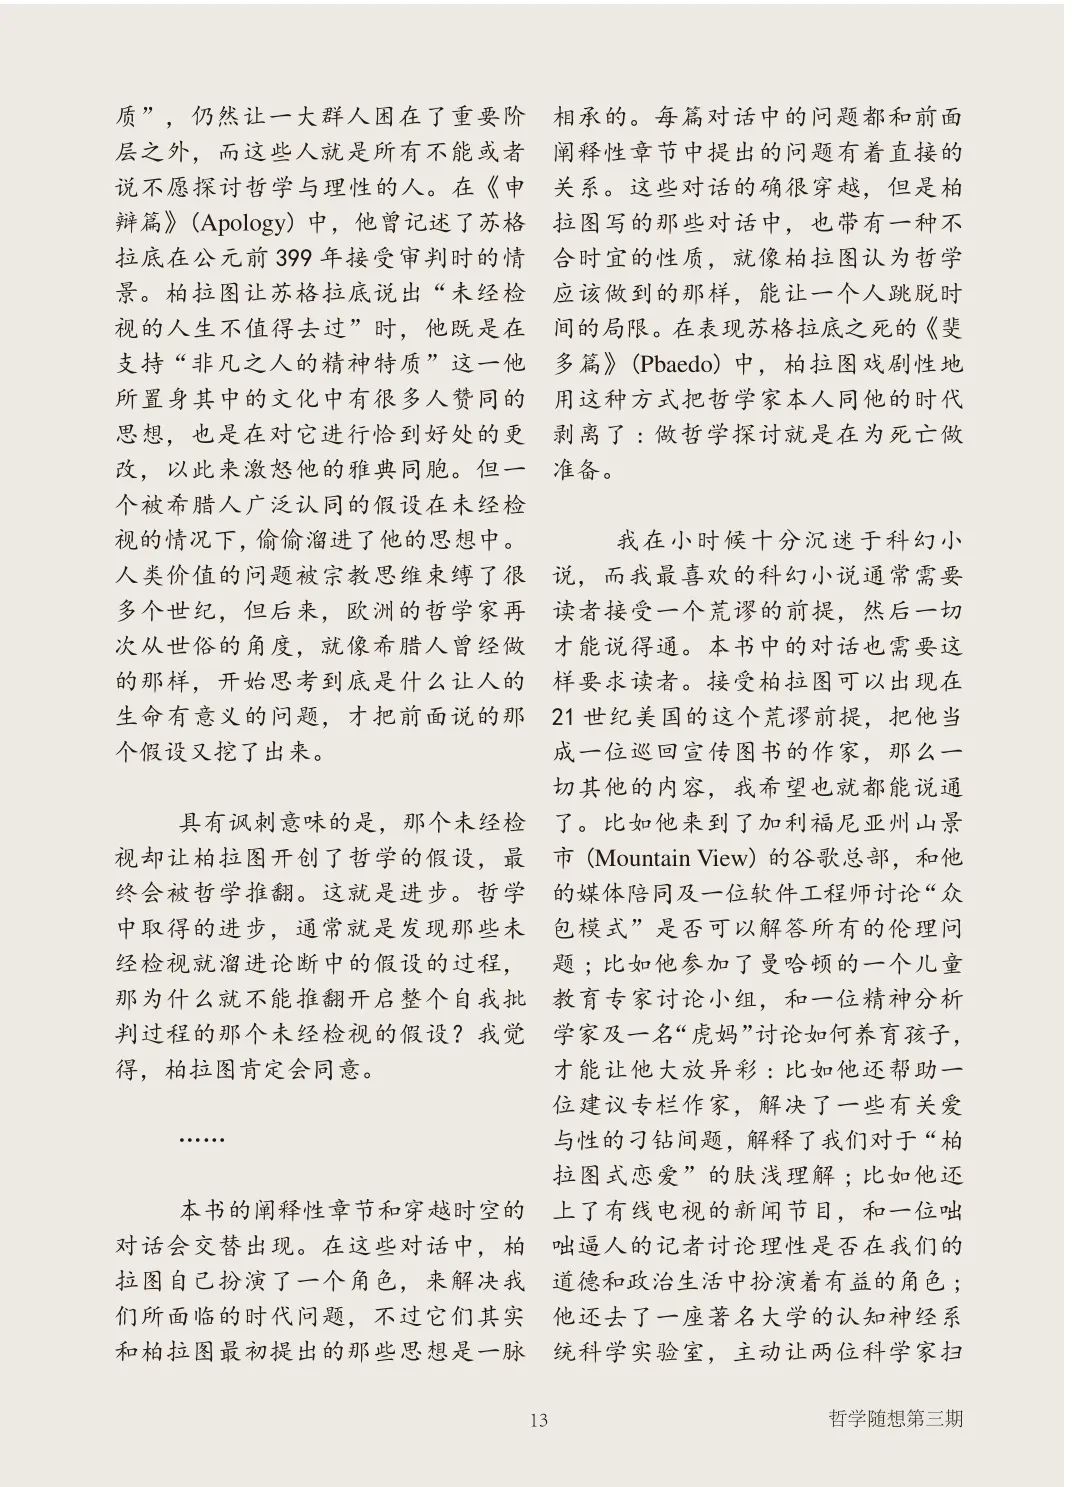 质”，仍然让一大群人困在了重要阶
层之外，而这些人就是所有不能或者
说不愿探讨哲学与理性的人。在《申
辩篇》(Apology) 中，他曾记述了苏格
拉底在公元前 399 年接受审判时的情
景。柏拉图让苏格拉底说出“未经检
视的人生不值得去过”时，他既是在
支持“非凡之人的精神特质”这一他
所置身其中的文化中有很多人赞同的
思想，也是在对它进行恰到好处的更
改，以此来激怒他的雅典同胞。但一
个被希腊人广泛认同的假设在未经检
视的情况下，偷偷溜进了他的思想中。
人类价值的问题被宗教思维束缚了很
多个世纪，但后来，欧洲的哲学家再
次从世俗的角度，就像希腊人曾经做
的那样，开始思考到底是什么让人的
生命有意义的问题，才把前面说的那
个假设又挖了出来。
具有讽刺意味的是，那个未经检
视却让柏拉图开创了哲学的假设，最
终会被哲学推翻。这就是进步。哲学
中取得的进步，通常就是发现那些未
经检视就溜进论断中的假设的过程，
那为什么就不能推翻开启整个自我批
判过程的那个未经检视的假设？我觉
得，柏拉图肯定会同意。
……
本书的阐释性章节和穿越时空的
对话会交替出现。在这些对话中，柏
拉图自己扮演了一个角色，来解决我
们所面临的时代问题，不过它们其实
和柏拉图最初提出的那些思想是一脉
相承的。每篇对话中的问题都和前面
阐释性章节中提出的问题有着直接的
关系。这些对话的确很穿越，但是柏
拉图写的那些对话中，也带有一种不
合时宜的性质，就像柏拉图认为哲学
应该做到的那样，能让一个人跳脱时
间的局限。在表现苏格拉底之死的《斐
多篇》(Pbaedo) 中，柏拉图戏剧性地
用这种方式把哲学家本人同他的时代
剥离了：做哲学探讨就是在为死亡做
准备。
我在小时候十分沉迷于科幻小
说，而我最喜欢的科幻小说通常需要
读者接受一个荒谬的前提，然后一切
才能说得通。本书中的对话也需要这
样要求读者。接受柏拉图可以出现在
21 世纪美国的这个荒谬前提，把他当
成一位巡回宣传图书的作家，那么一
切其他的内容，我希望也就都能说通
了。比如他来到了加利福尼亚州山景
市 (Mountain View) 的谷歌总部，和他
的媒体陪同及一位软件工程师讨论“众
包模式”是否可以解答所有的伦理问
题；比如他参加了曼哈顿的一个儿童
教育专家讨论小组，和一位精神分析
学家及一名“虎妈”讨论如何养育孩子，
才能让他大放异彩：比如他还帮助一
位建议专栏作家，解决了一些有关爱
与性的刁钻间题，解释了我们对于“柏
拉图式恋爱”的肤浅理解；比如他还
上了有线电视的新闻节目，和一位咄
咄逼人的记者讨论理性是否在我们的
道德和政治生活中扮演着有益的角色；
他还去了一座著名大学的认知神经系
统科学实验室，主动让两位科学家扫
13
哲学随想第三期